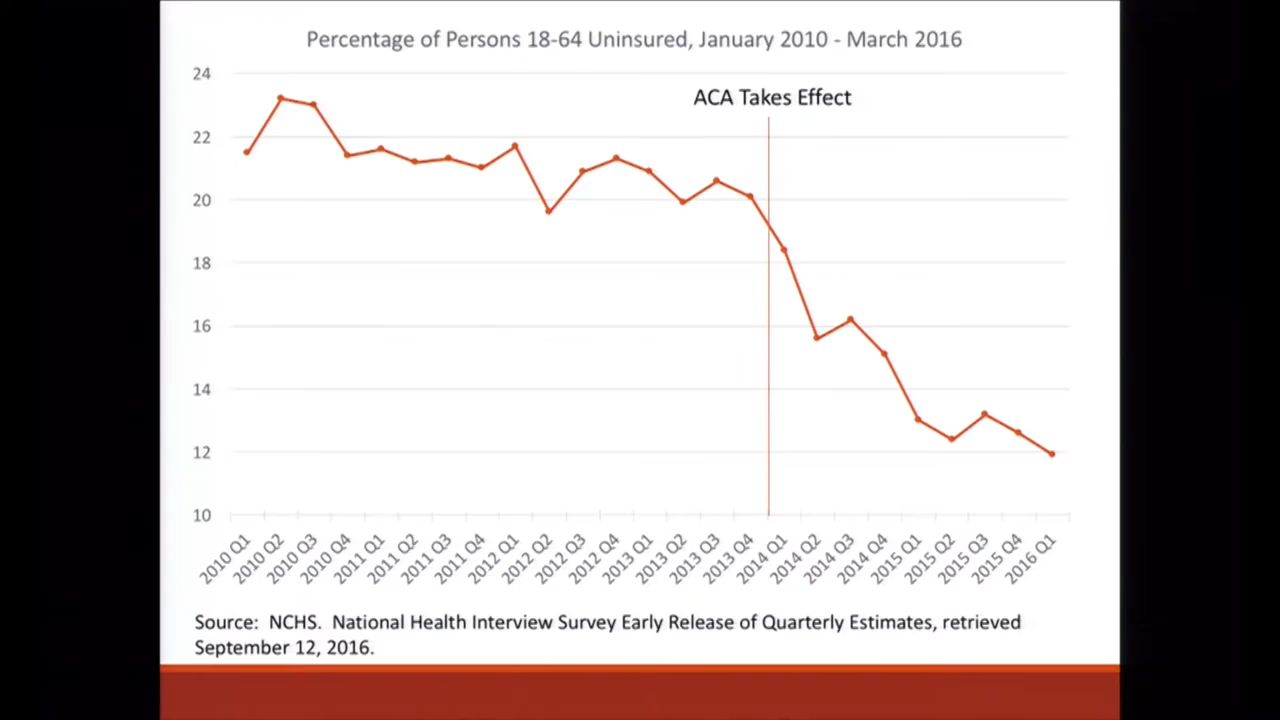 Percentage of Persons 18-64 Uninsured, January 2010 - March 2016
ACA Takes Effect
24
22
20
18
16
14
12
10
2010 Q1
2010 Q2
2010 Q3
2010 Q4
2011 Q1
2011 Q2
2011 Q3
2011 Q4
2012 Q1
2012 Q2
2012 Q3
2012 Q4
2013 Q1
2013 Q2
2013 Q3
2013 Q4
2014 Q1
2014 Q2
2014 Q3
2014 Q4
2015 Q1
2015 Q2
2015 Q3
2015 Q4
2016 Q1
Source:  NCHS.  National Health Interview Survey Early Release of Quarterly Estimates, retrieved
September 12, 2016.